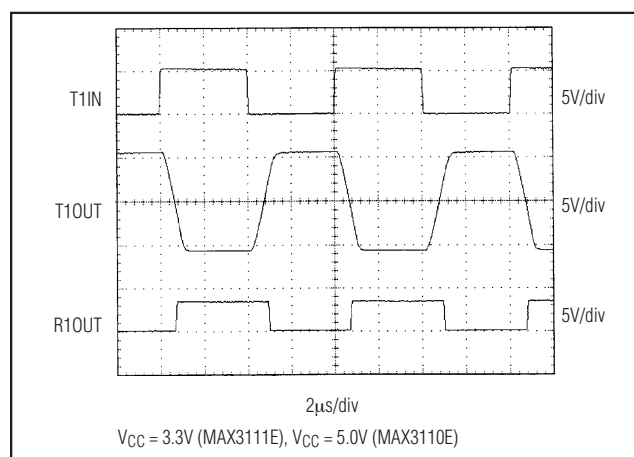 T1IN 5V/div
T1OUT 5V/div
R1OUT 5V/div
2µs/div
VCC = 3.3V (MAX3111E), VCC = 5.0V (MAX3110E)